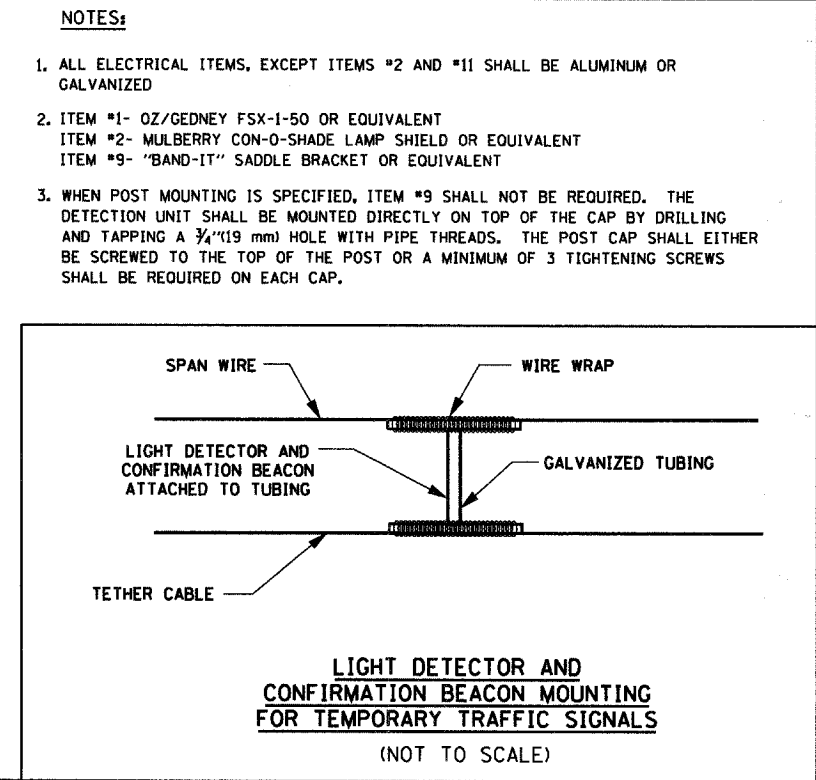 NOTES:
1. ALL ELECTRICAL ITEMS, EXCEPT ITEMS #2 AND #11 SHALL BE ALUMINUM OR
GALVANIZED
2. ITEM #1- OZ/GEDNEY FSX-1-50 OR EQUIVALENT
ITEM #2- MULBERRY CON-O-SHADE LAMP SHIELD OR EQUIVALENT
ITEM #9- "BAND-IT" SADDLE BRACKET OR EQUIVALENT
3. WHEN POST MOUNTING IS SPECIFIED, ITEM #9 SHALL NOT BE REQUIRED. THE
DETECTION UNIT SHALL BE MOUNTED DIRECTLY ON TOP OF THE CAP BY DRILLING
AND TAPPING A 3/4"(19 mm) HOLE WITH PIPE THREADS. THE POST CAP SHALL EITHER
BE SCREWED TO THE TOP OF THE POST OR A MINIMUM OF 3 TIGHTENING SCREWS
SHALL BE REQUIRED ON EACH CAP.
SPAN WIRE
WIRE WRAP
LIGHT DETECTOR AND
CONFIRMATION BEACON
ATTACHED TO TUBING
GALVANIZED TUBING
TETHER CABLE
LIGHT DETECTOR AND
CONFIRMATION BEACON MOUNTING
FOR TEMPORARY TRAFFIC SIGNALS
(NOT TO SCALE)